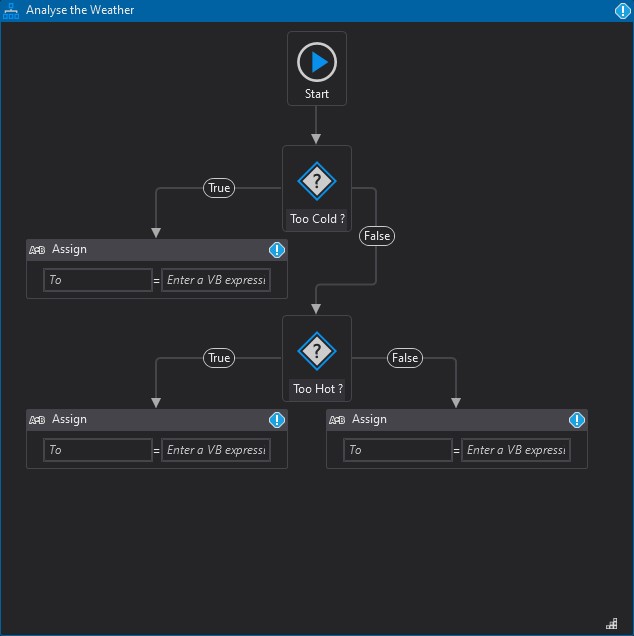 Analyse the Weather
Start
True
Too Cold ?
False
A=B Assign
To = Enter a VB expressi
True
Too Hot ?
False
A=B Assign
A=B Assign
To = Enter a VB expressi
To = Enter a VB expressi